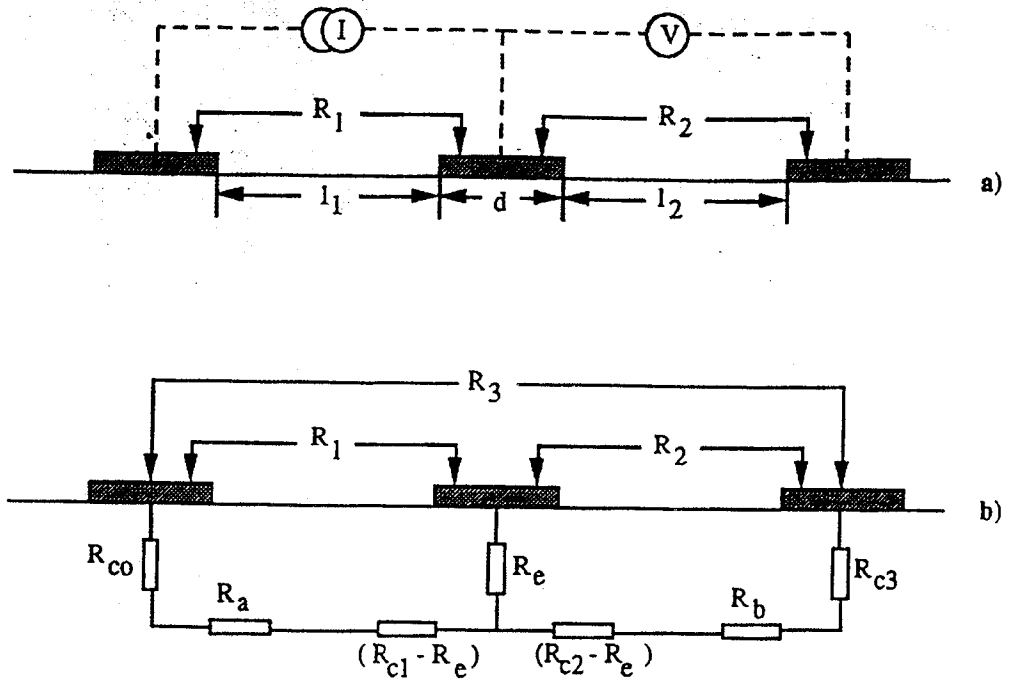 I V
R1 R2
l1 d l2 a)
R3
R1 R2
b)
Rco Re Rc3
Ra Rb
(Rc1 - Re) (Rc2 - Re)